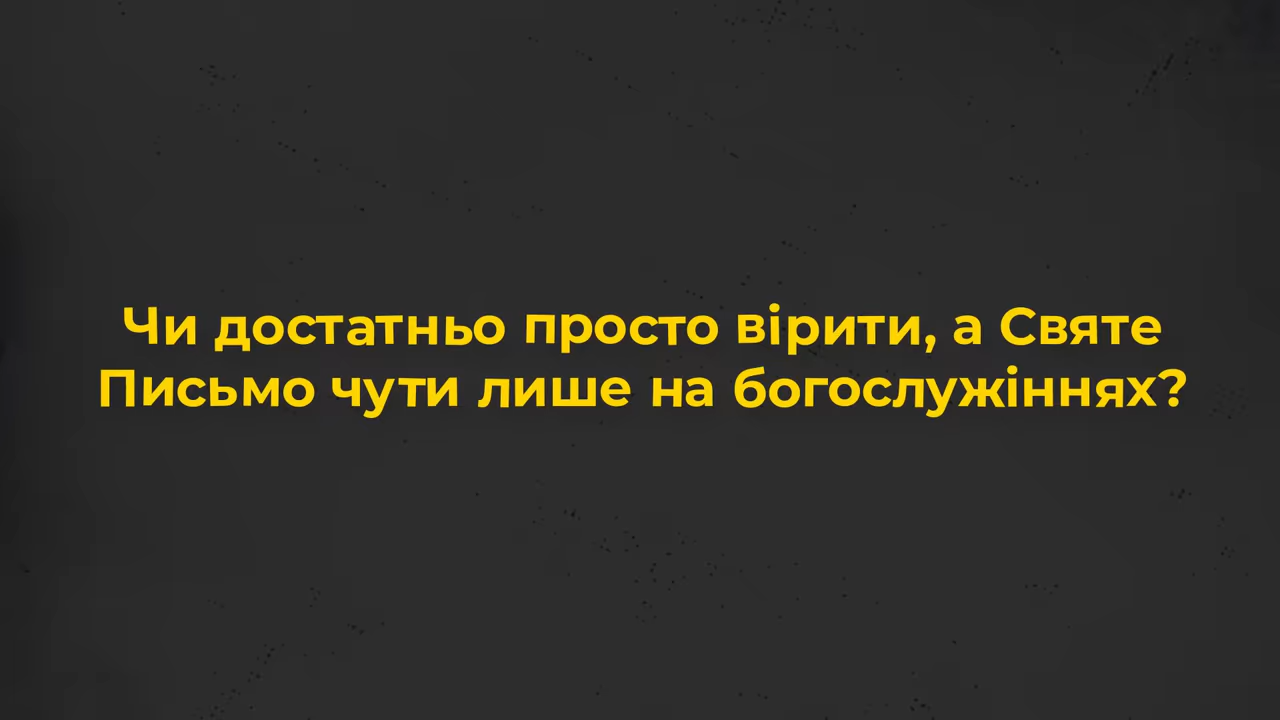 Чи достатньо просто вірити, а Святе
Письмо чути лише на богослужіннях?